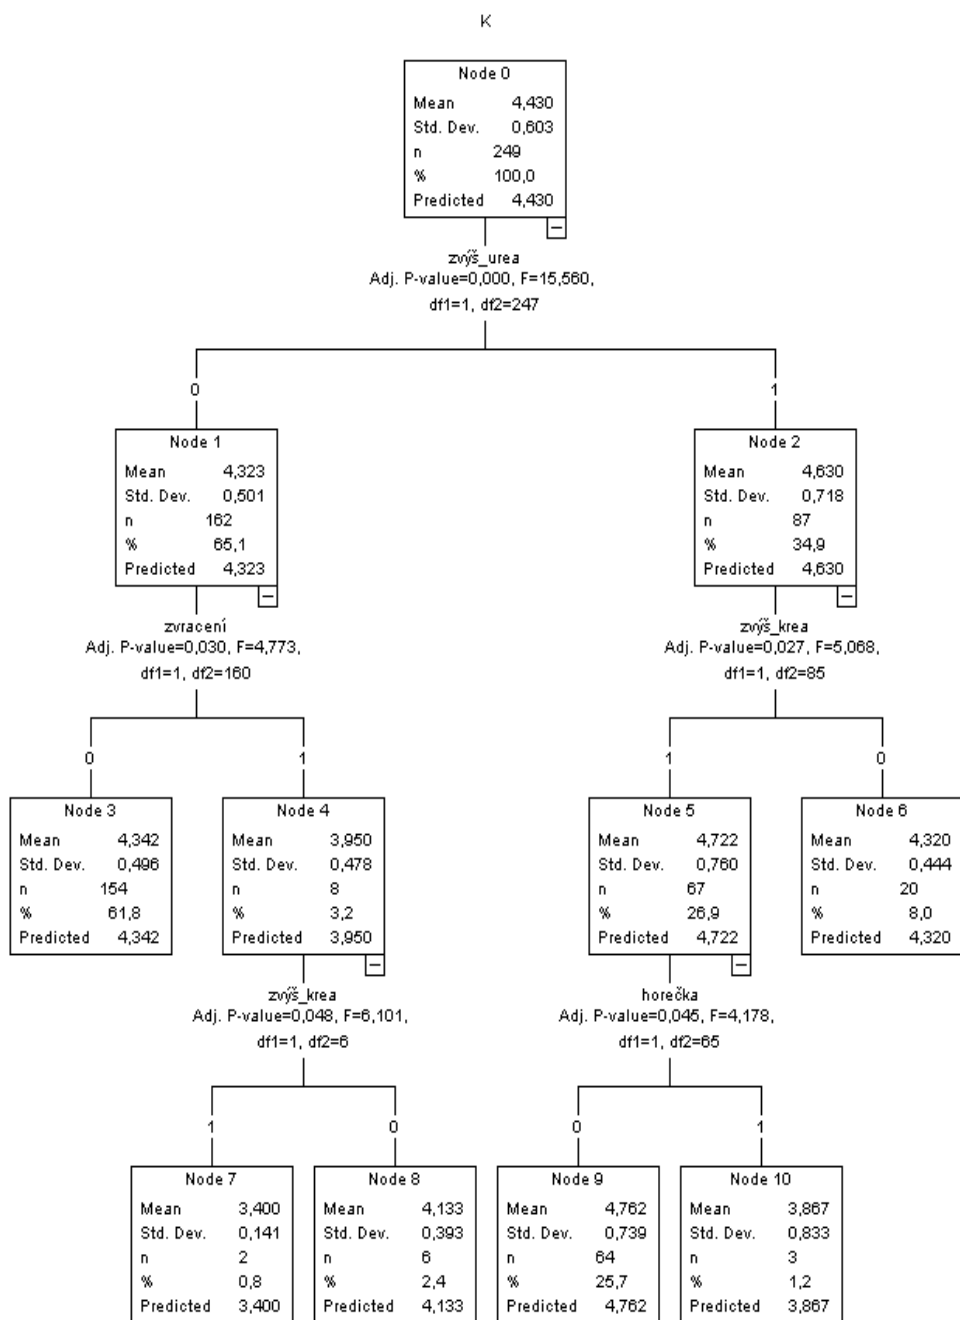 K
Node 0
Mean 4,430
Std. Dev. 0,603
n 249
% 100,0
Predicted 4,430
zvýš_urea
Adj. P-value=0,000, F=15,560,
df1=1, df2=247
0
1
Node 1
Mean 4,323
Std. Dev. 0,501
n 162
% 65,1
Predicted 4,323
Node 2
Mean 4,630
Std. Dev. 0,718
n 87
% 34,9
Predicted 4,630
zvracení
Adj. P-value=0,030, F=4,773,
df1=1, df2=160
zvýš_krea
Adj. P-value=0,027, F=5,068,
df1=1, df2=85
0
1
1
0
Node 3
Mean 4,342
Std. Dev. 0,496
n 154
% 61,8
Predicted 4,342
Node 4
Mean 3,950
Std. Dev. 0,478
n 8
% 3,2
Predicted 3,950
Node 5
Mean 4,722
Std. Dev. 0,760
n 67
% 26,9
Predicted 4,722
Node 6
Mean 4,320
Std. Dev. 0,444
n 20
% 8,0
Predicted 4,320
zvýš_krea
Adj. P-value=0,048, F=6,101,
df1=1, df2=6
horečka
Adj. P-value=0,045, F=4,178,
df1=1, df2=65
1
0
0
1
Node 7
Mean 3,400
Std. Dev. 0,141
n 2
% 0,8
Predicted 3,400
Node 8
Mean 4,133
Std. Dev. 0,393
n 6
% 2,4
Predicted 4,133
Node 9
Mean 4,762
Std. Dev. 0,739
n 64
% 25,7
Predicted 4,762
Node 10
Mean 3,867
Std. Dev. 0,833
n 3
% 1,2
Predicted 3,867